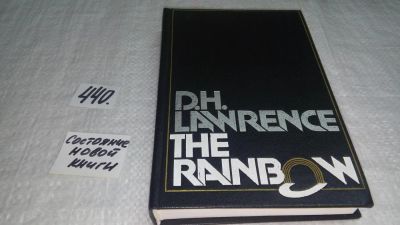 440.
СОСТОЯНИЕ
НОВОЙ
КНИГИ
D.H.
LAWRENCE
THE
RAINBOW